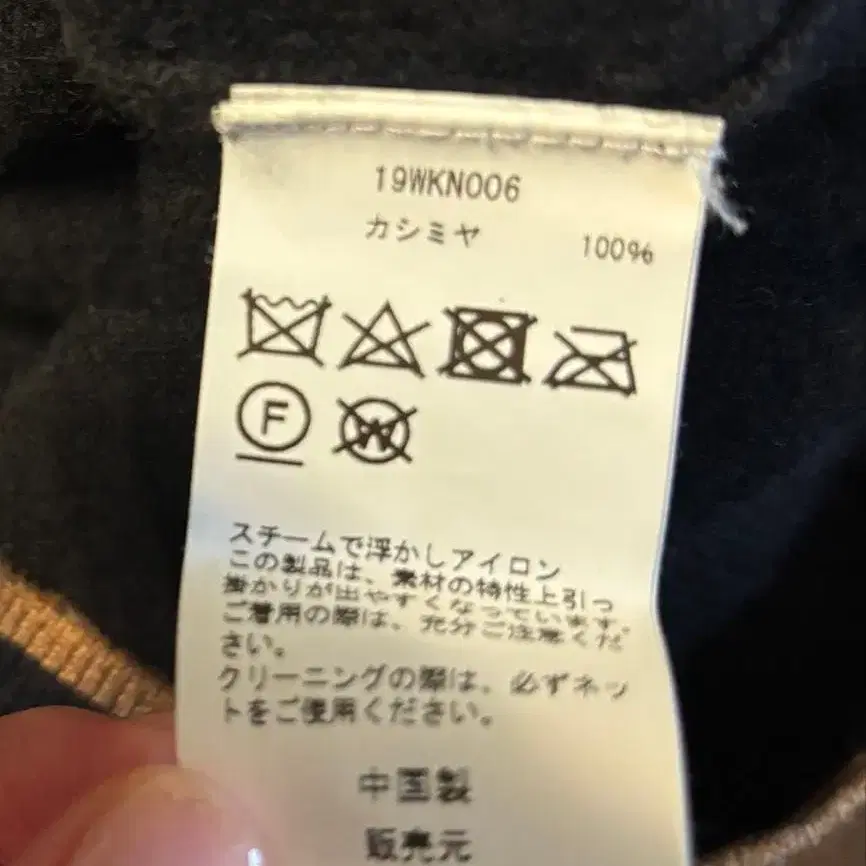 19WKN006
カシミヤ 100%
F
W
スチームで浮かしアイロン
この製品は、素材の特性上引っ
掛かりが出やすくなっています。
ご着用の際は、充分ご注意くだ
さい。
クリーニングの際は、必ずネッ
トをご使用ください。
中国製
販売元